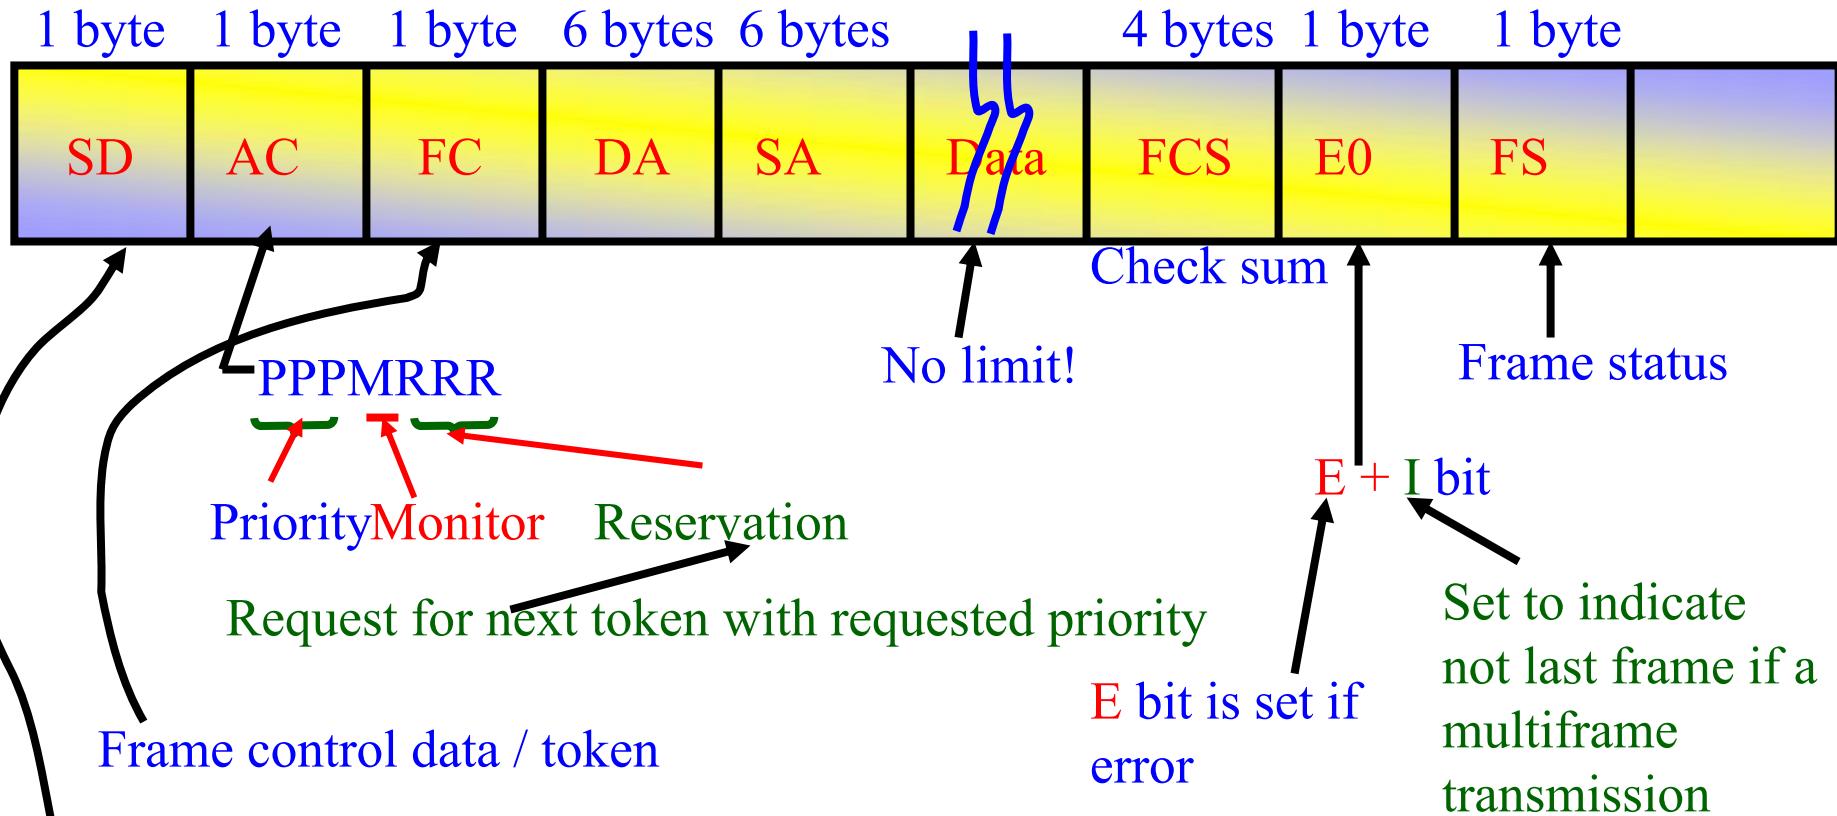 1 byte 1 byte 1 byte 6 bytes 6 bytes 4 bytes 1 byte 1 byte
SD AC FC DA SA Data FCS E0 FS
Check sum
No limit!
Frame status
PPPMRRR
E + I bit
Priority Monitor Reservation
Request for next token with requested priority
Set to indicate
not last frame if a
multiframe
transmission
E bit is set if
error
Frame control data / token